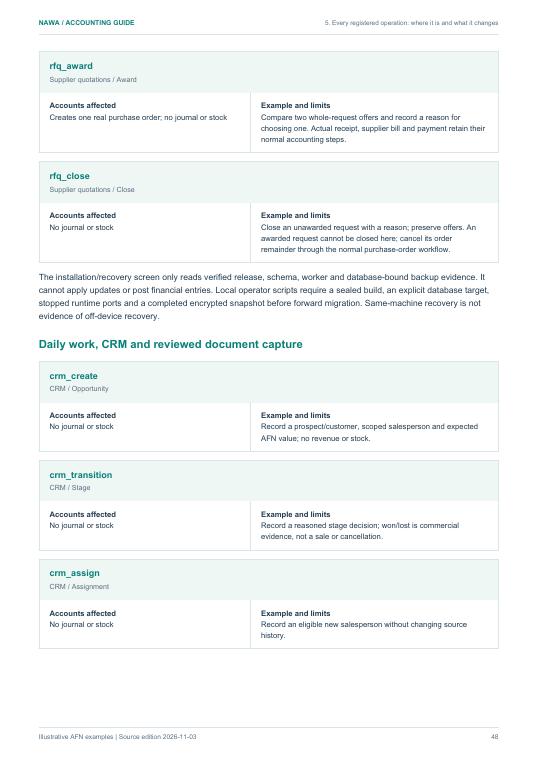 NAWA / ACCOUNTING GUIDE
5. Every registered operation: where it is and what it changes
rfq_award
Supplier quotations / Award
Accounts affected
Creates one real purchase order; no journal or stock
Example and limits
Compare two whole-request offers and record a reason for
choosing one. Actual receipt, supplier bill and payment retain their
normal accounting steps.
rfq_close
Supplier quotations / Close
Accounts affected
No journal or stock
Example and limits
Close an unawarded request with a reason; preserve offers. An
awarded request cannot be closed here; cancel its order
remainder through the normal purchase-order workflow.
The installation/recovery screen only reads verified release, schema, worker and database-bound backup evidence. It
cannot apply updates or post financial entries. Local operator scripts require a sealed build, an explicit database target,
stopped runtime ports and a completed encrypted snapshot before forward migration. Same-machine recovery is not
evidence of off-device recovery.
Daily work, CRM and reviewed document capture
crm_create
CRM / Opportunity
Accounts affected
No journal or stock
Example and limits
Record a prospect/customer, scoped salesperson and expected
AFN value; no revenue or stock.
crm_transition
CRM / Stage
Accounts affected
No journal or stock
Example and limits
Record a reasoned stage decision; won/lost is commercial
evidence, not a sale or cancellation.
crm_assign
CRM / Assignment
Accounts affected
No journal or stock
Example and limits
Record an eligible new salesperson without changing source
history.
Illustrative AFN examples | Source edition 2026-11-03
48